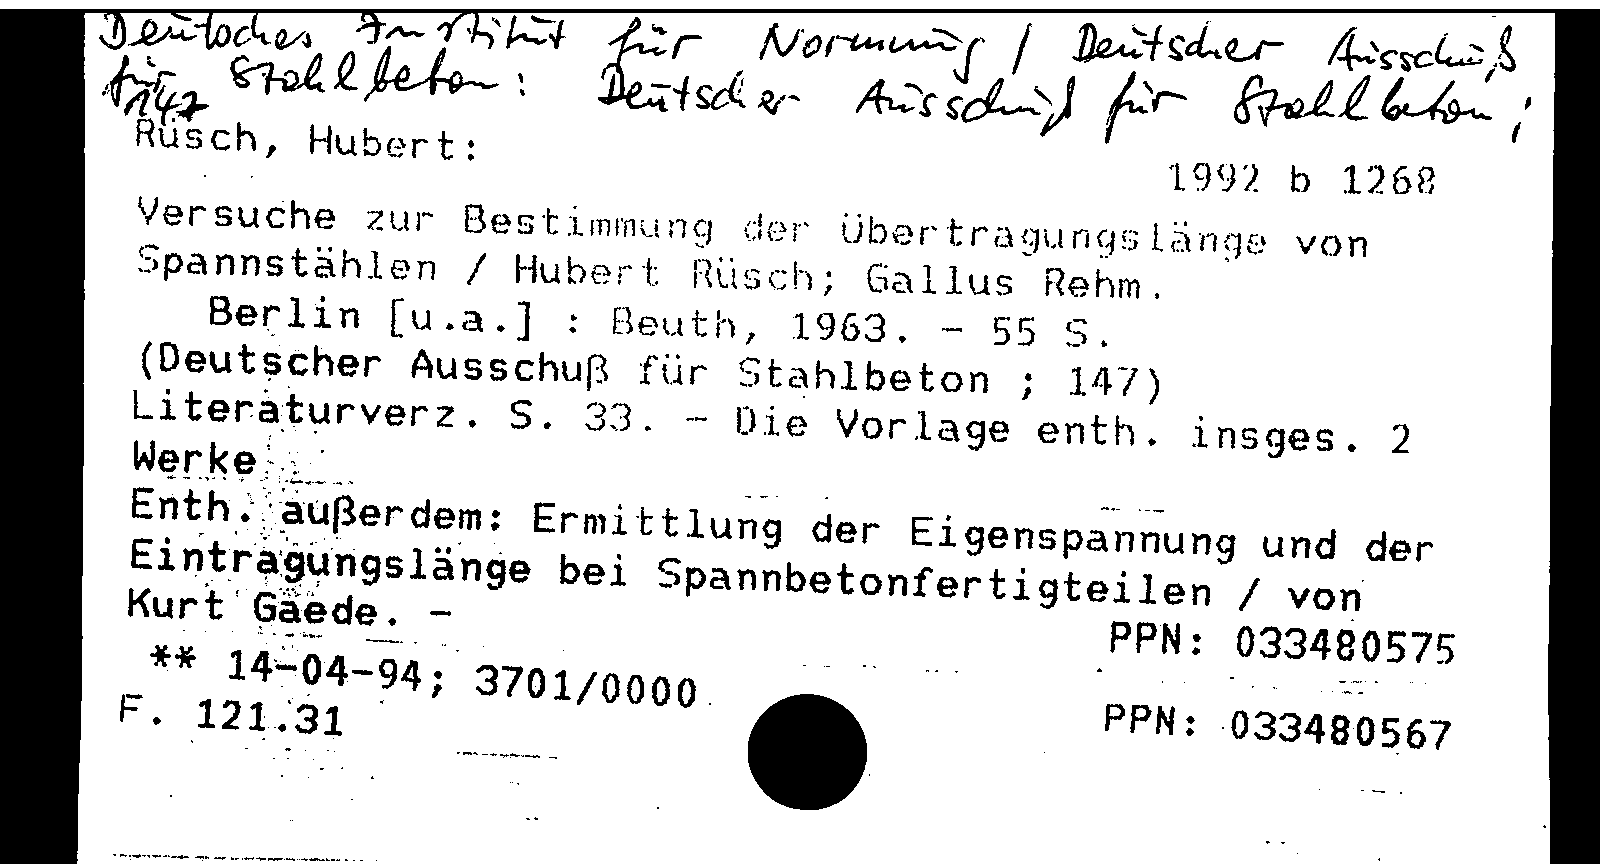 Deutsches Institut für Normung / Deutscher Ausschuß
für Stahlbeton: Deutscher Ausschuß für Stahlbeton;
147
Rüsch, Hubert:
1992 b 1268
Versuche zur Bestimmung der Übertragungslänge von
Spannstählen / Hubert Rüsch; Gallus Rehm.
Berlin [u.a.] : Beuth, 1963. - 55 S.
(Deutscher Ausschuß für Stahlbeton ; 147)
Literaturverz. S. 33. - Die Vorlage enth. insges. 2
Werke
Enth. außerdem: Ermittlung der Eigenspannung und der
Eintragungslänge bei Spannbetonfertigteilen / von
Kurt Gaede. -
PPN: 033480575
** 14-04-94; 3701/0000
F. 121.31
PPN: 033480567